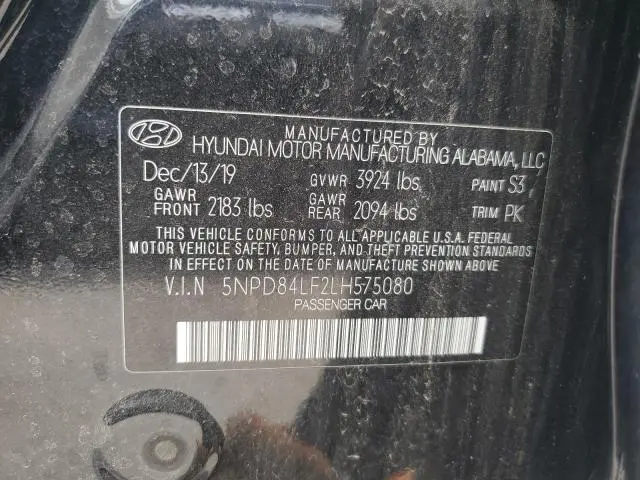 MANUFACTURED BY
HYUNDAI MOTOR MANUFACTURING ALABAMA, LLC
Dec/13/19 GVWR 3924 lbs PAINT S3
GAWR FRONT 2183 lbs GAWR REAR 2094 lbs TRIM PK
THIS VEHICLE CONFORMS TO ALL APPLICABLE U.S.A. FEDERAL
MOTOR VEHICLE SAFETY, BUMPER, AND THEFT PREVENTION STANDARDS
IN EFFECT ON THE DATE OF MANUFACTURE SHOWN ABOVE
V.I.N 5NPD84LF2LH575080
PASSENGER CAR